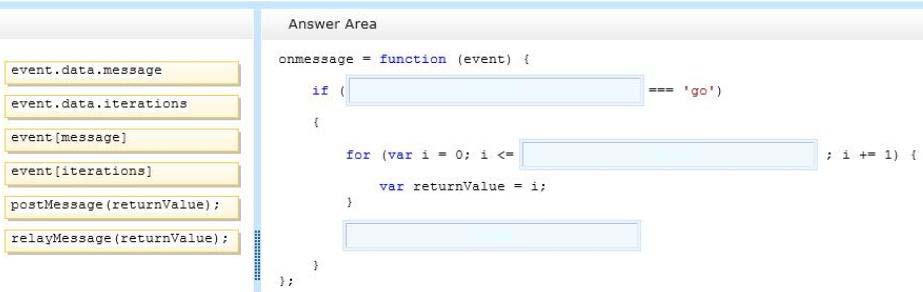 Answer Area
event.data.message
event.data.iterations
event[message]
event[iterations]
postMessage(returnValue);
relayMessage(returnValue);
onmessage = function (event) {
if ( === 'go')
{
for (var i = 0; i <= ; i += 1) {
var returnValue = i;
}
}
};